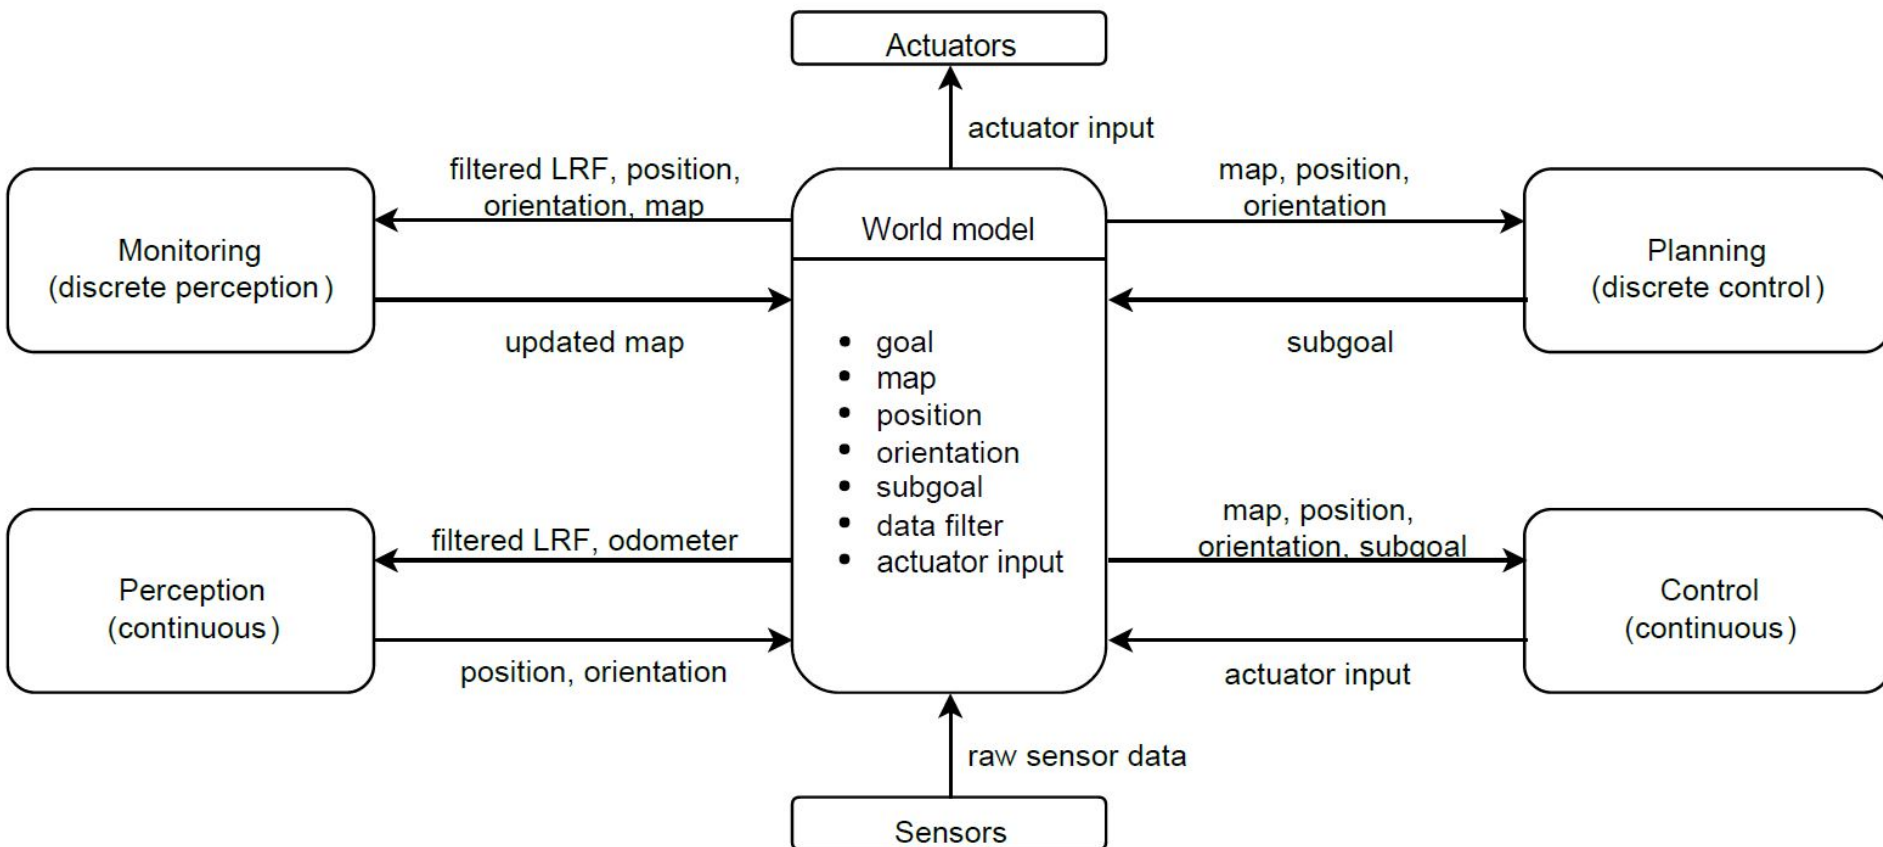 Actuators
actuator input
filtered LRF, position,
orientation, map
map, position,
orientation
World model
Monitoring
(discrete perception)
Planning
(discrete control)
updated map
subgoal
• goal
• map
• position
• orientation
• subgoal
• data filter
• actuator input
filtered LRF, odometer
map, position,
orientation, subgoal
Perception
(continuous)
Control
(continuous)
position, orientation
actuator input
raw sensor data
Sensors